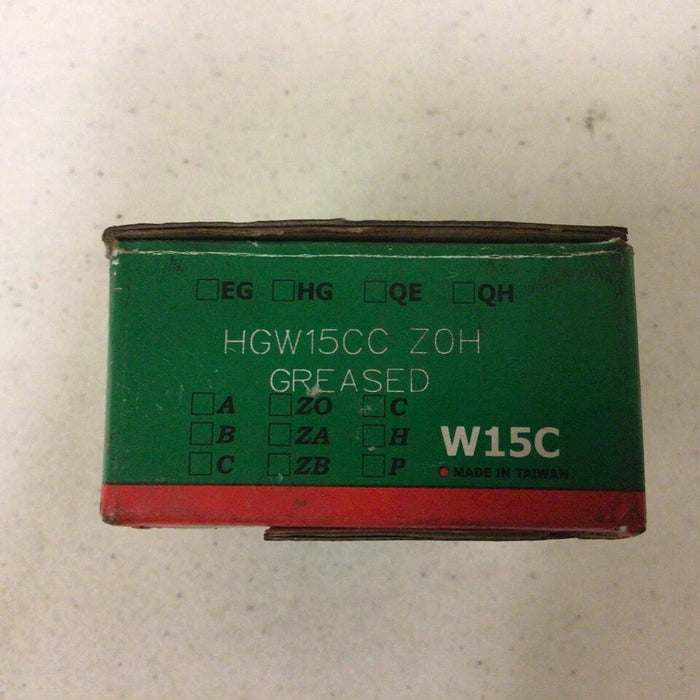 EG HG QE QH
HGW15CC ZOH
GREASED
A ZO C
B ZA H
C ZB P
W15C
MADE IN TAIWAN